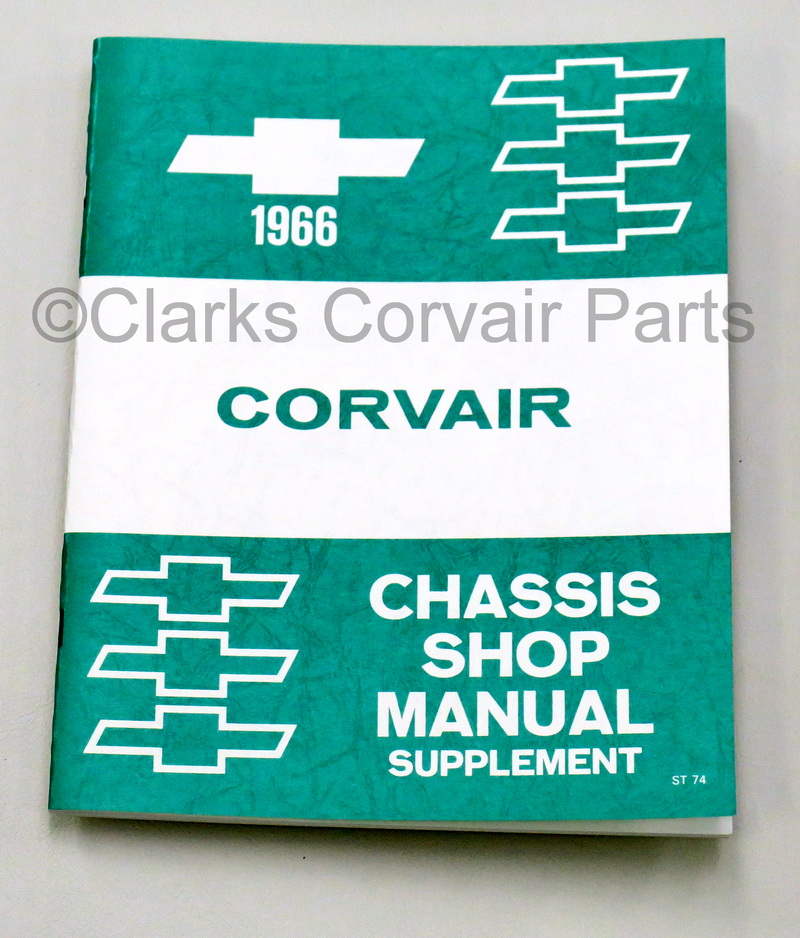 1966
©Clarks Corvair Parts
CORVAIR
CHASSIS
SHOP
MANUAL
SUPPLEMENT
ST 74